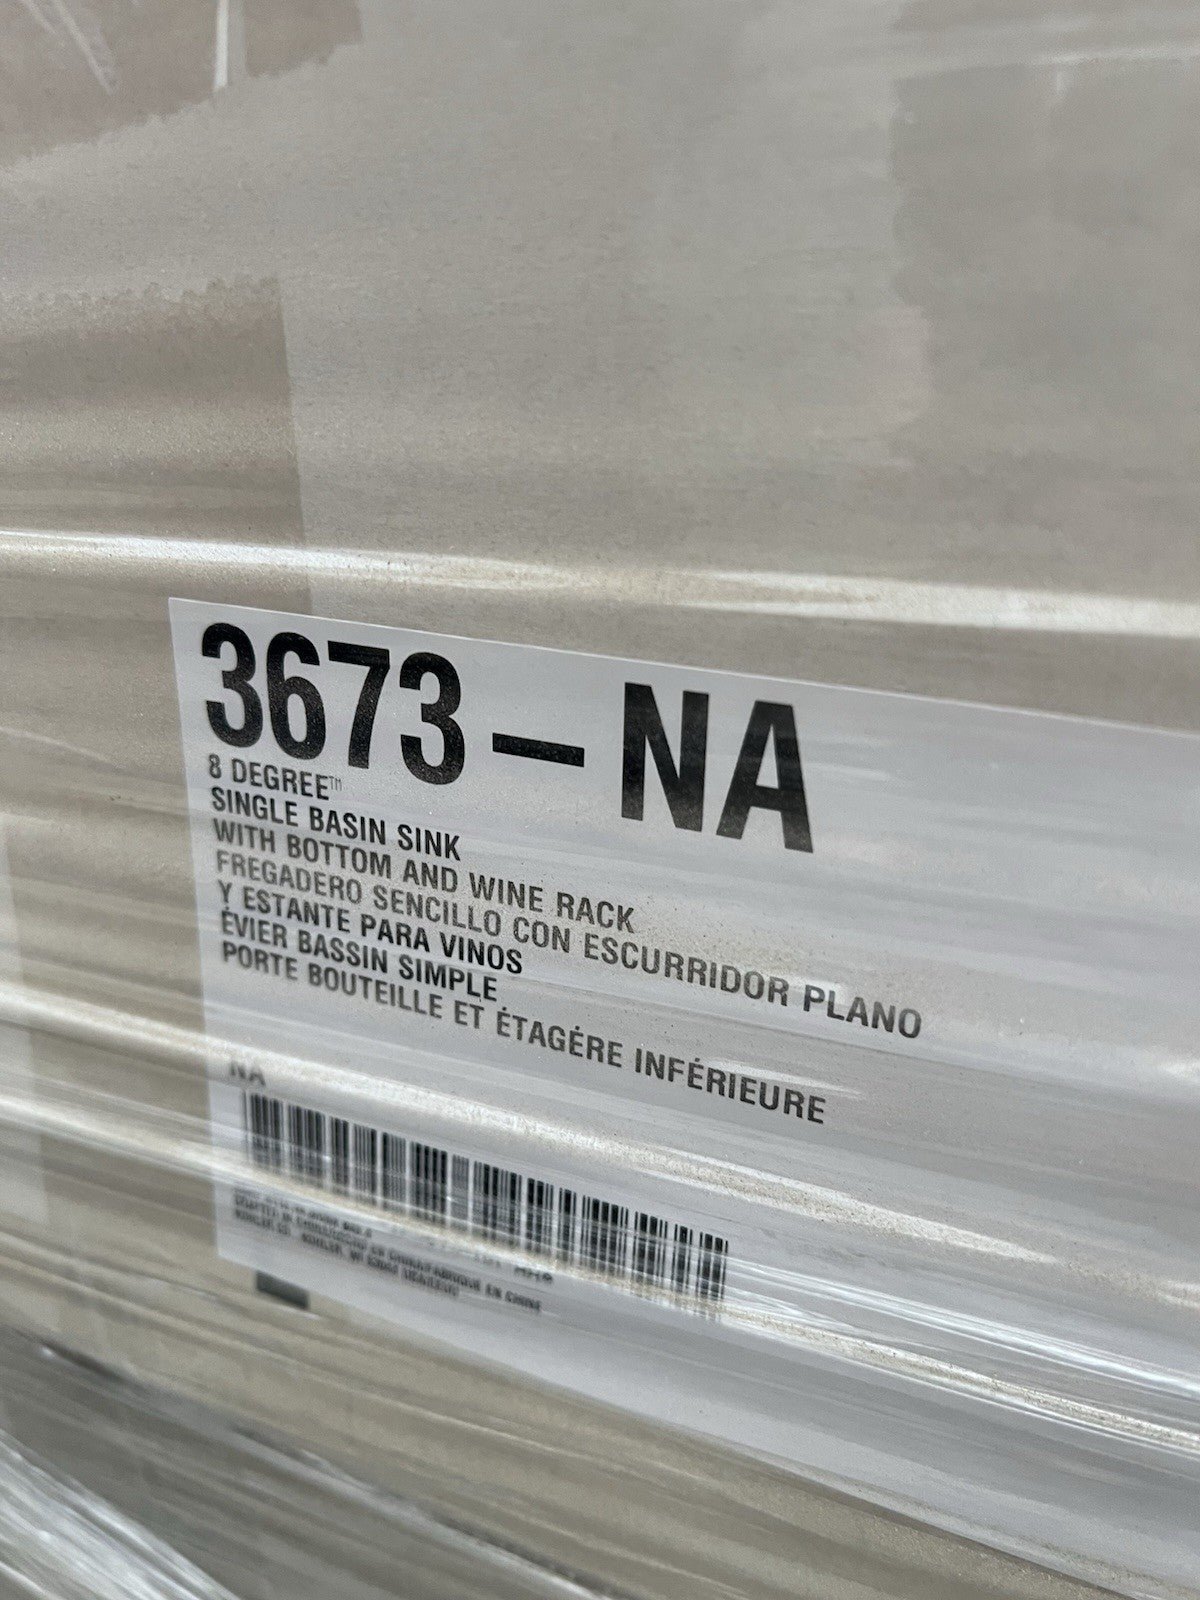 3673-NA
8 DEGREE™
SINGLE BASIN SINK
WITH BOTTOM AND WINE RACK
FREGADERO SENCILLO CON ESCURRIDOR PLANO
Y ESTANTE PARA VINOS
ÉVIER BASSIN SIMPLE
PORTE BOUTEILLE ET ÉTAGÉRE INFÉRIEURE
NA